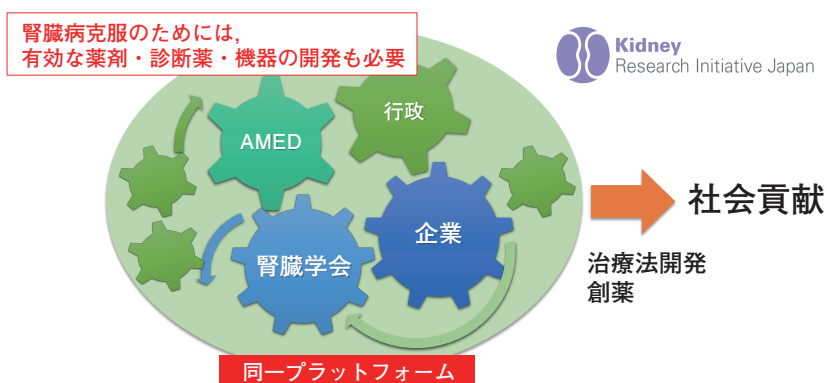 腎臓病克服のためには,
有効な薬剤・診断薬・機器の開発も必要
Kidney
Research Initiative Japan
AMED
行政
企業
腎臓学会
社会貢献
治療法開発
創薬
同一プラットフォーム